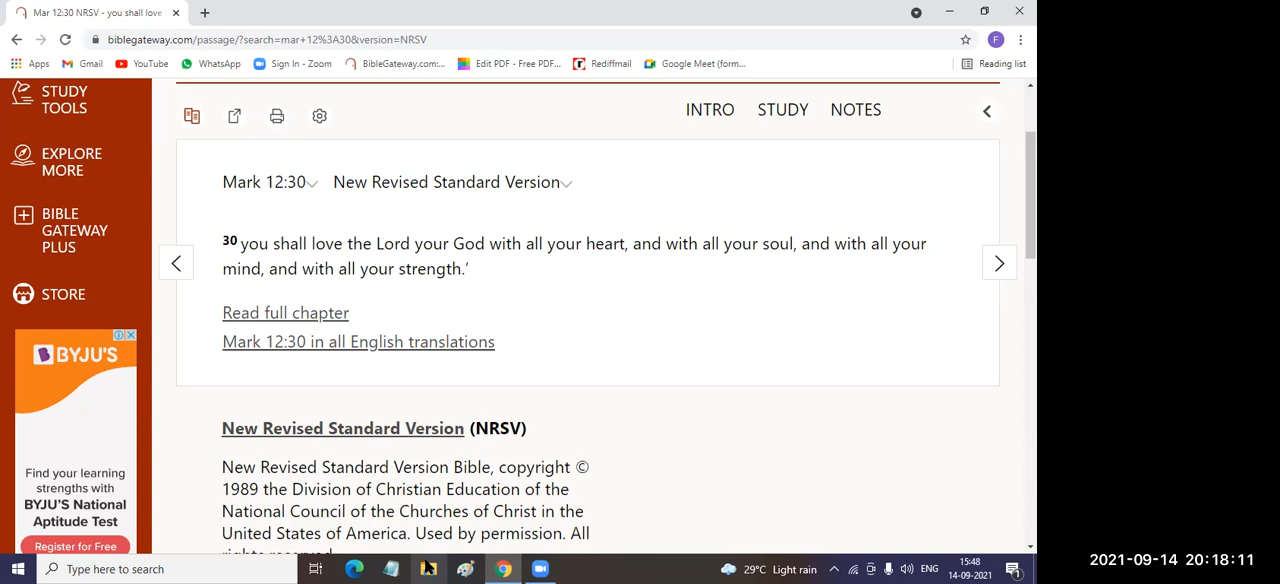 Mar 12:30 NRSV - you shall love
biblegateway.com/passage/?search=mar+12%3A30&version=NRSV
F
Apps Gmail YouTube WhatsApp Sign In - Zoom BibleGateway.com:... Edit PDF - Free PDF... Rediffmail Google Meet (form... Reading list
STUDY
TOOLS
EXPLORE
MORE
BIBLE
GATEWAY
PLUS
STORE
BYJU'S
Find your learning
strengths with
BYJU'S National
Aptitude Test
Register for Free
INTRO STUDY NOTES
Mark 12:30 New Revised Standard Version
30 you shall love the Lord your God with all your heart, and with all your soul, and with all your
mind, and with all your strength.’
Read full chapter
Mark 12:30 in all English translations
New Revised Standard Version (NRSV)
New Revised Standard Version Bible, copyright ©
1989 the Division of Christian Education of the
National Council of the Churches of Christ in the
United States of America. Used by permission. All
rights reserved.
Type here to search
29°C Light rain
ENG
15:48
14-09-2021
1
2021-09-14 20:18:11